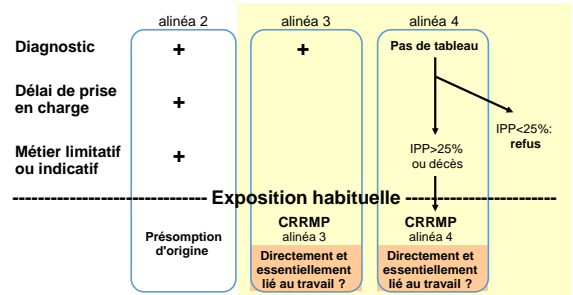 alinéa 2 alinéa 3 alinéa 4
Diagnostic + + Pas de tableau
Délai de prise
en charge +
IPP<25%:
refus
Métier limitatif
ou indicatif + IPP>25%
ou décès
Exposition habituelle
Présomption
d'origine
CRRMP
alinéa 3
Directement et
essentiellement
lié au travail ?
CRRMP
alinéa 4
Directement et
essentiellement
lié au travail ?